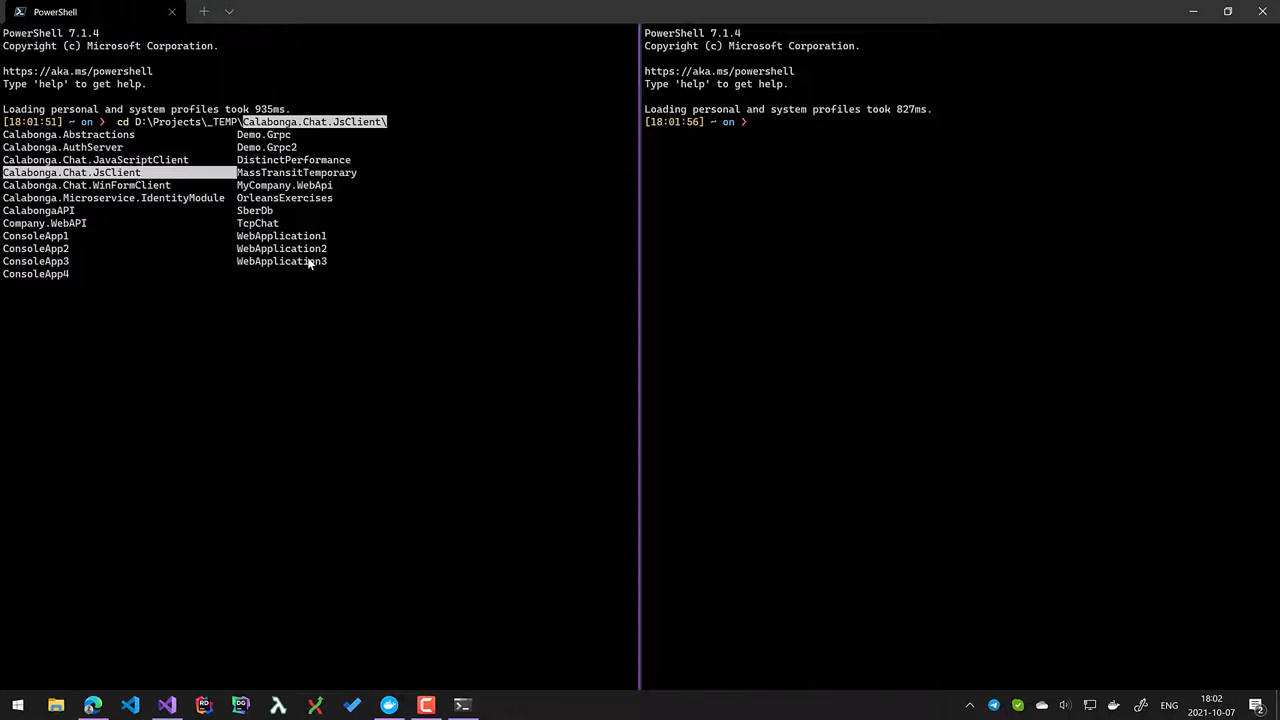 PowerShell
PowerShell 7.1.4
Copyright (c) Microsoft Corporation.
https://aka.ms/powershell
Type 'help' to get help.
Loading personal and system profiles took 935ms.
[18:01:51] ~ on ❯ cd D:\Projects\_TEMP\Calabonga.Chat.JsClient\
Calabonga.Abstractions Demo.Grpc
Calabonga.AuthServer Demo.Grpc2
Calabonga.Chat.JavaScriptClient DistinctPerformance
Calabonga.Chat.JsClient MassTransitTemporary
Calabonga.Chat.WinFormClient MyCompany.WebApi
Calabonga.Microservice.IdentityModule OrleansExercises
CalabongaAPI SberDb
Company.WebAPI TcpChat
ConsoleApp1 WebApplication1
ConsoleApp2 WebApplication2
ConsoleApp3 WebApplication3
ConsoleApp4
PowerShell 7.1.4
Copyright (c) Microsoft Corporation.
https://aka.ms/powershell
Type 'help' to get help.
Loading personal and system profiles took 827ms.
[18:01:56] ~ on ❯
RD
DG
ENG
18:02
2021-10-07
2